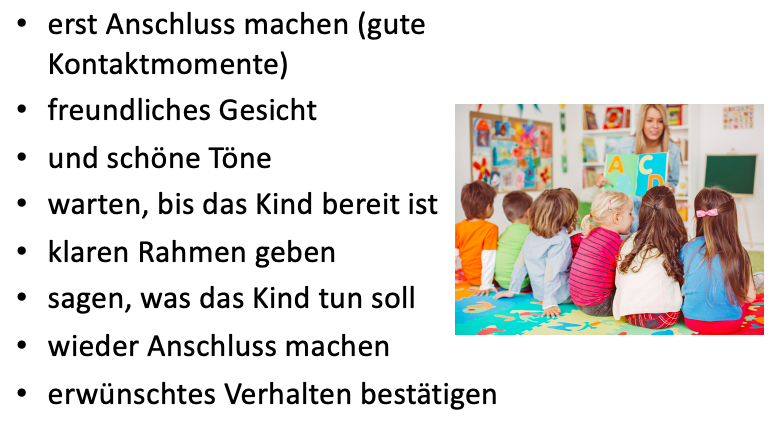 • erst Anschluss machen (gute
Kontaktmomente)
• freundliches Gesicht
• und schöne Töne
• warten, bis das Kind bereit ist
• klaren Rahmen geben
• sagen, was das Kind tun soll
• wieder Anschluss machen
• erwünschtes Verhalten bestätigen
A C
D